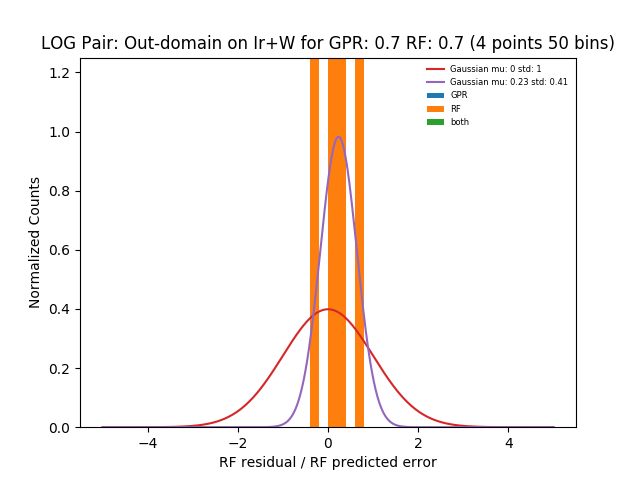 LOG Pair: Out-domain on Ir+W for GPR: 0.7 RF: 0.7 (4 points 50 bins)
Gaussian mu: 0 std: 1
Gaussian mu: 0.23 std: 0.41
GPR
RF
both
Normalized Counts
1.2
1.0
0.8
0.6
0.4
0.2
0.0
−4 −2 0 2 4
RF residual / RF predicted error